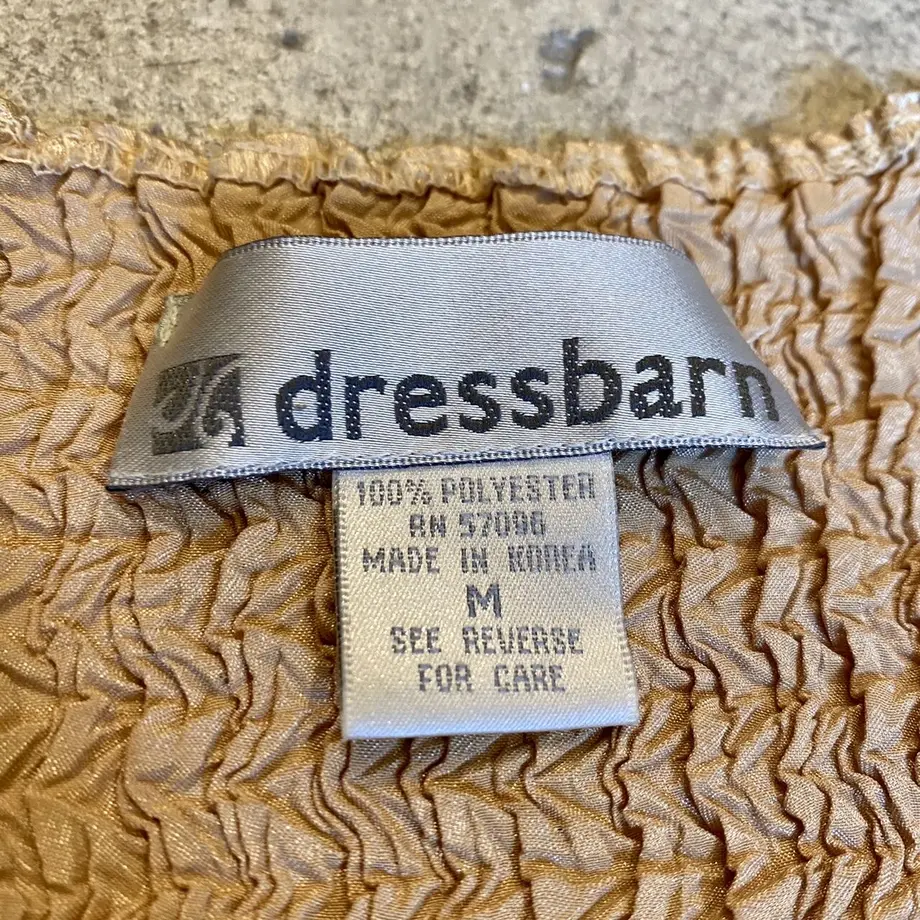 dressbarn
100% POLYESTER
RN 57096
MADE IN KOREA
M
SEE REVERSE
FOR CARE